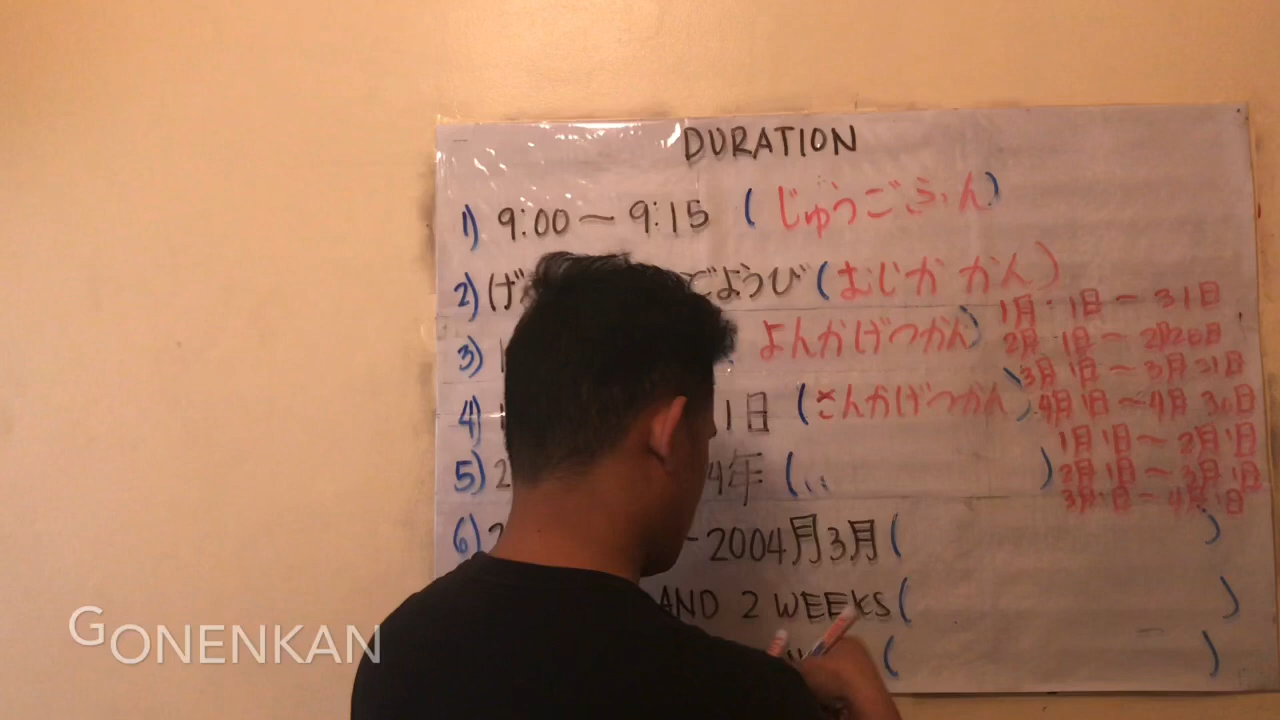 DURATION
1) 9:00 ~ 9:15 ( じゅうごふん)
2) げ でようび (むじか かん)
3) 1 よんかげつかん)
1月 1日 ~ 31日
2月 1日 ~ 2月28日
3月 1日 ~ 3月 31日
4月 1日 ~ 4月 30日
4) 1 1日 (さんかげつかん)
1月 1日 ~ 2月 1日
2月 1日 ~ 3月 1日
3月 1日 ~ 4月 1日
5) 2 4年 ( )
6) 2 ~2004月3月 ( )
AND 2 WEEKS ( )
( )
GONENKAN